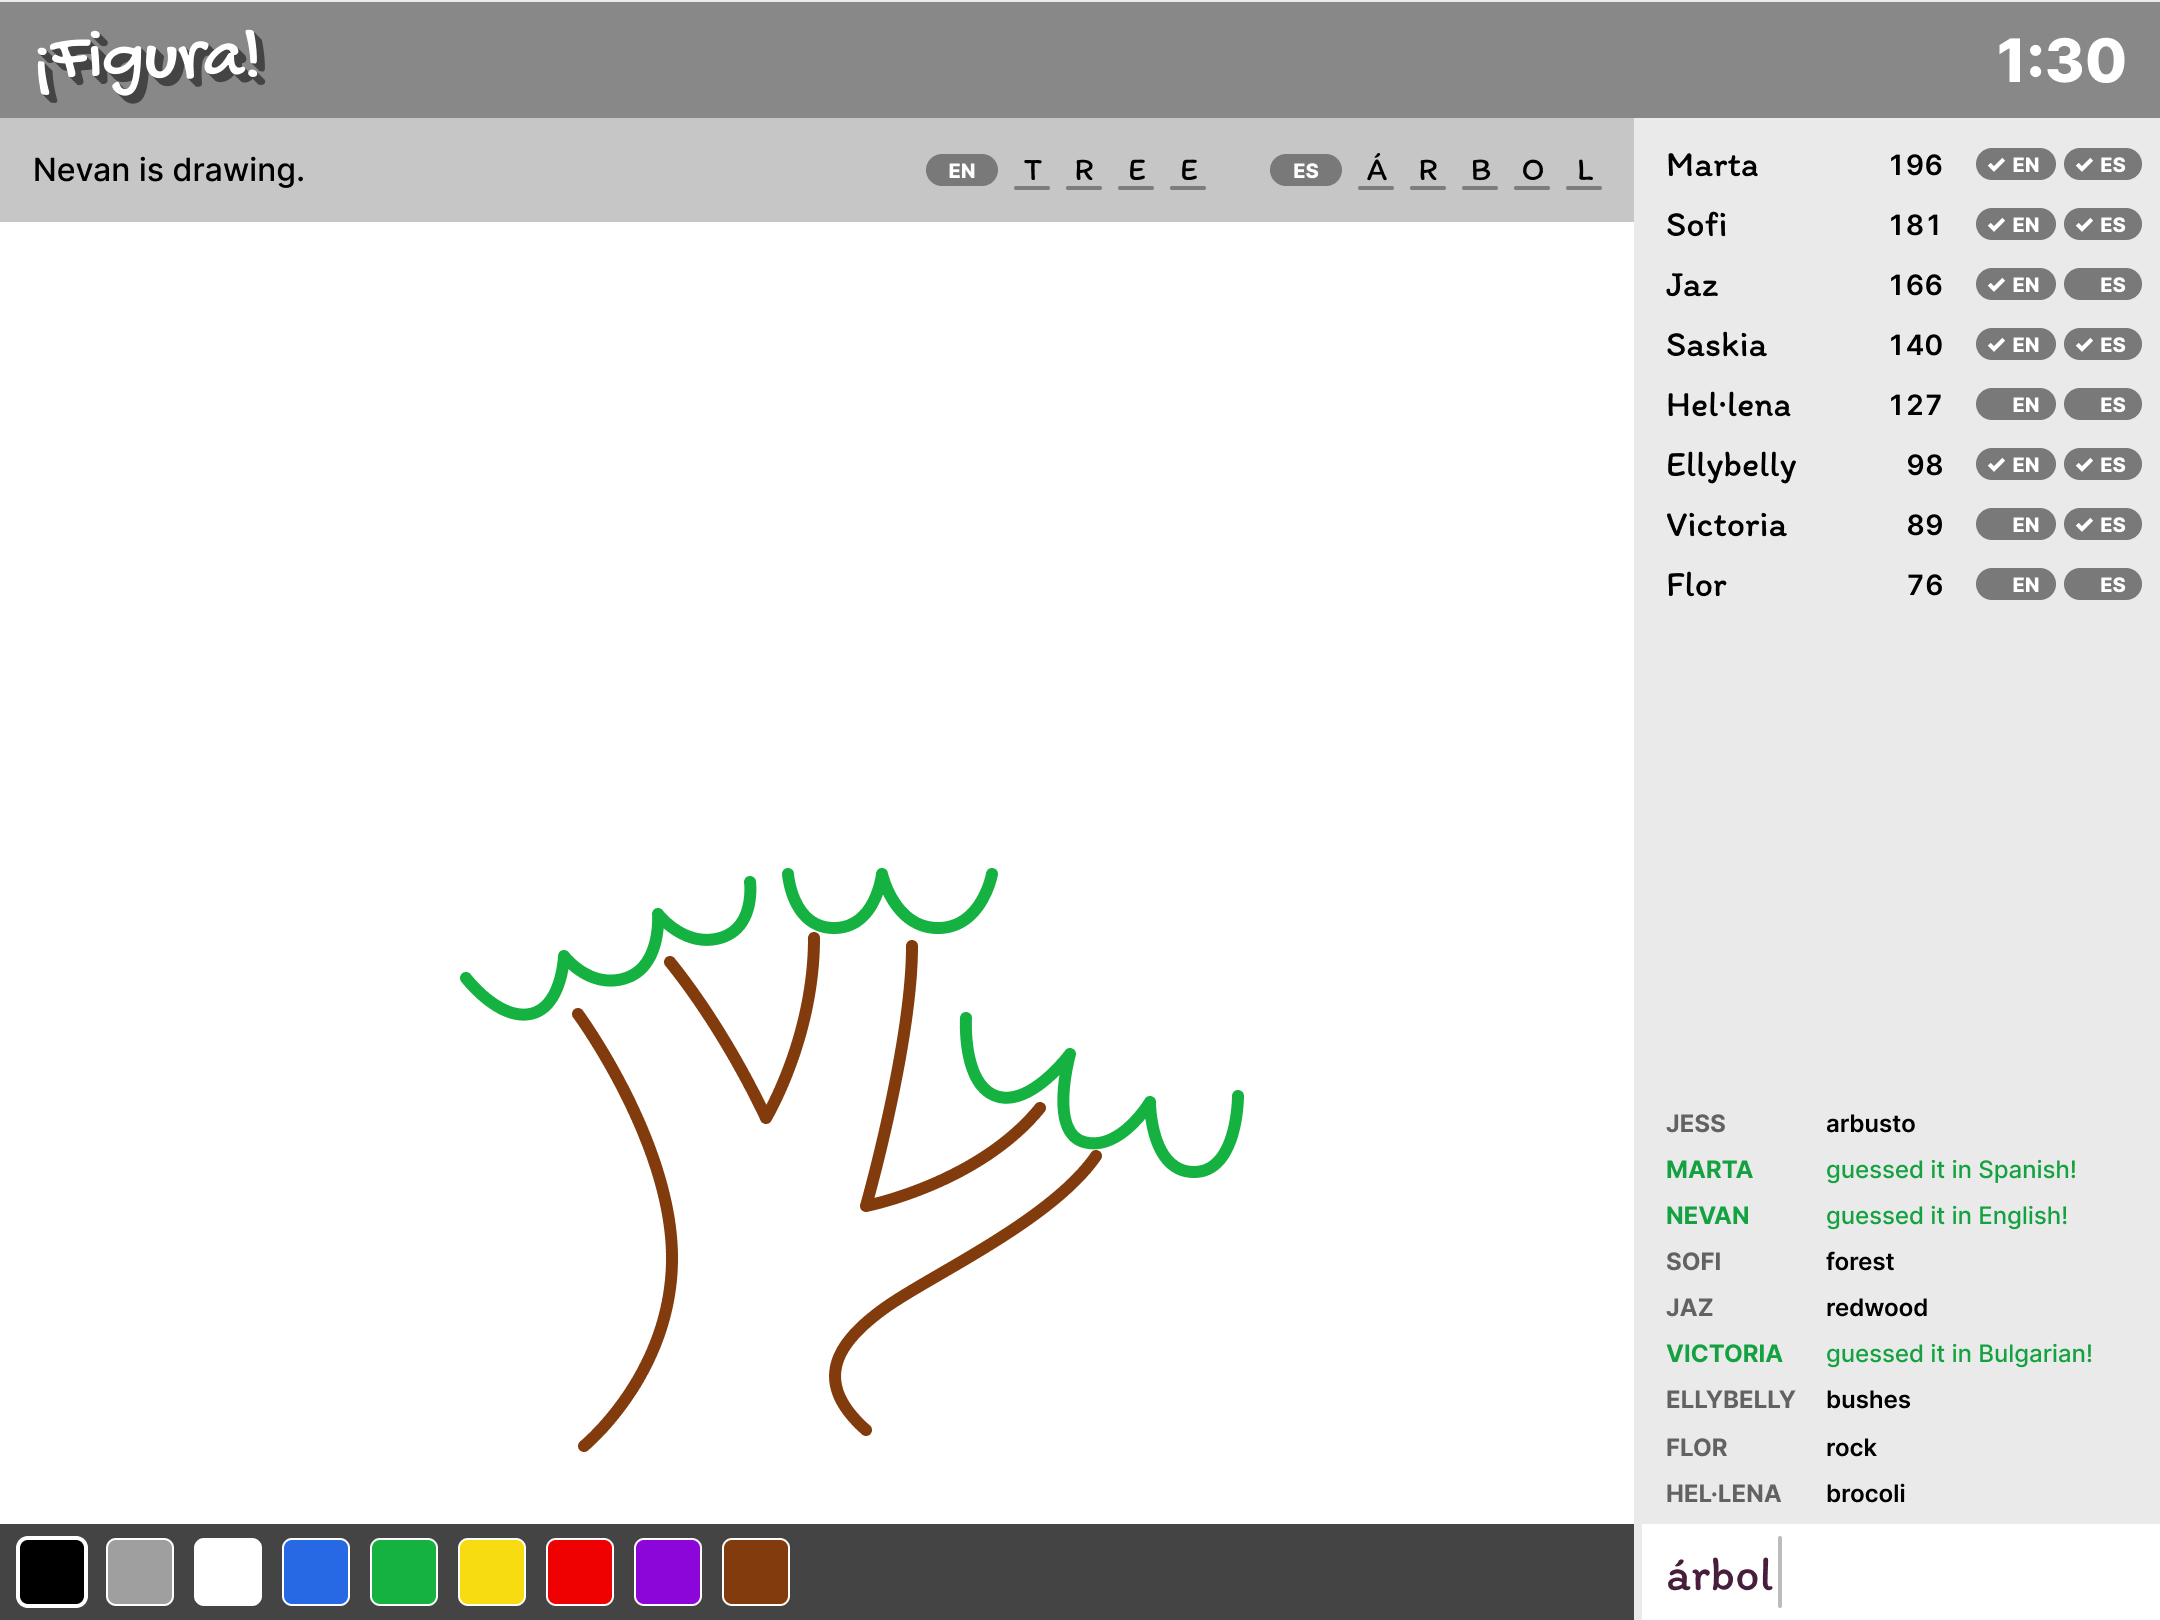 ¡Figura!
1:30
Nevan is drawing.
EN T R E E ES Á R B O L
Marta 196 EN ES
Sofi 181 EN ES
Jaz 166 EN ES
Saskia 140 EN ES
Hel·lena 127 EN ES
Ellybelly 98 EN ES
Victoria 89 EN ES
Flor 76 EN ES
JESS arbusto
MARTA guessed it in Spanish!
NEVAN guessed it in English!
SOFI forest
JAZ redwood
VICTORIA guessed it in Bulgarian!
ELLYBELLY bushes
FLOR rock
HEL·LENA brocoli
árbol